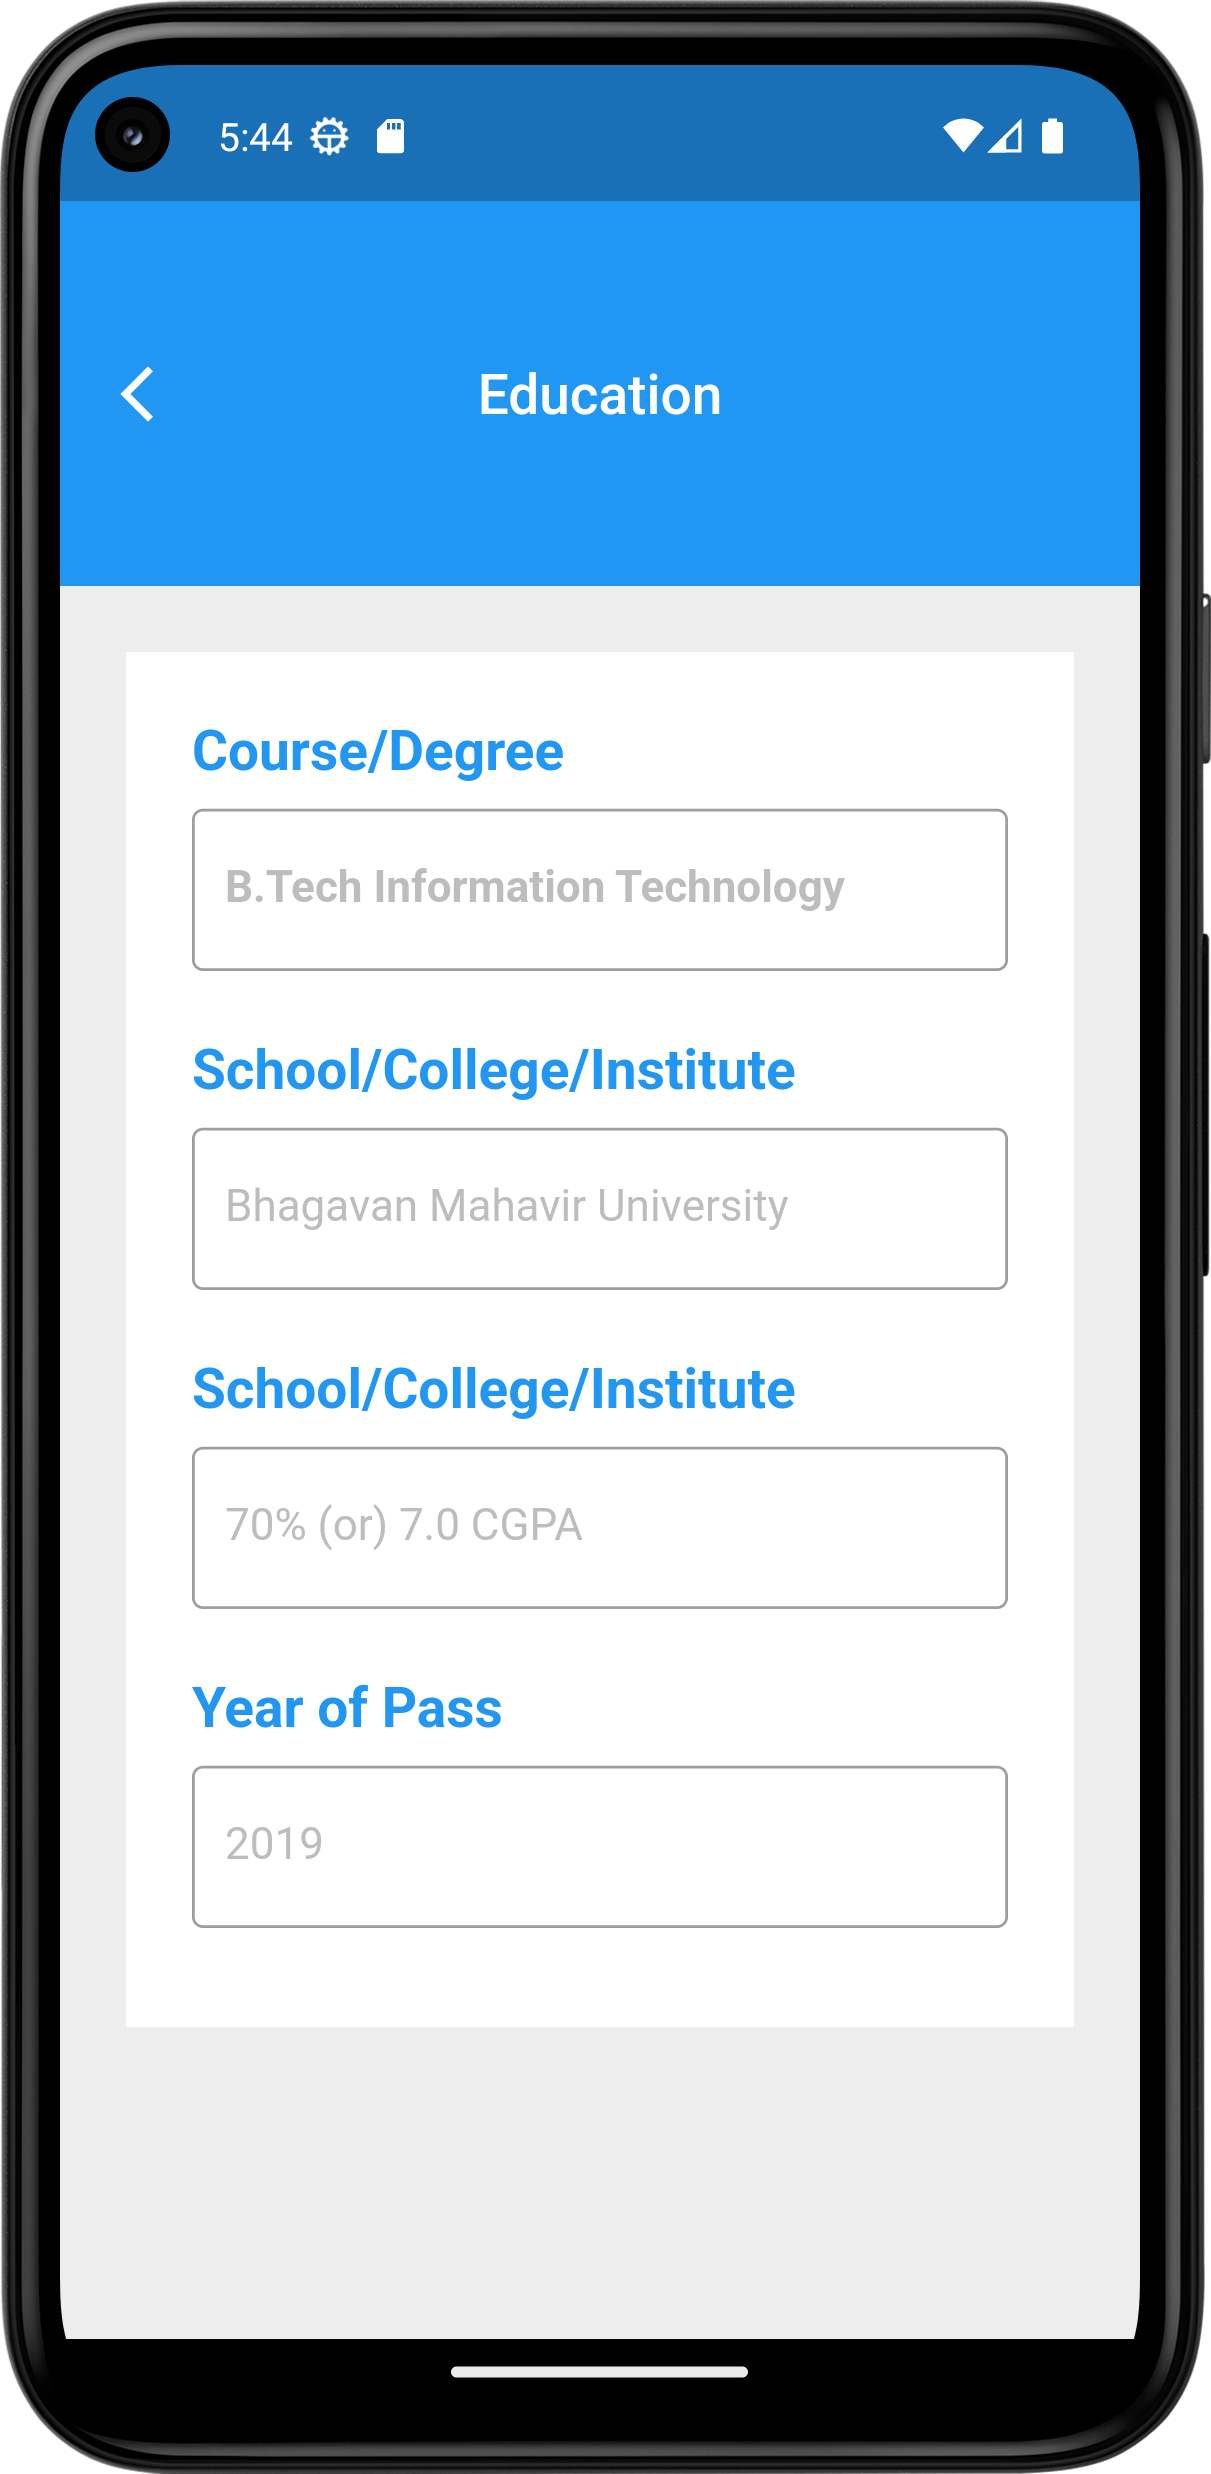 5:44
Education
Course/Degree
B.Tech Information Technology
School/College/Institute
Bhagavan Mahavir University
School/College/Institute
70% (or) 7.0 CGPA
Year of Pass
2019